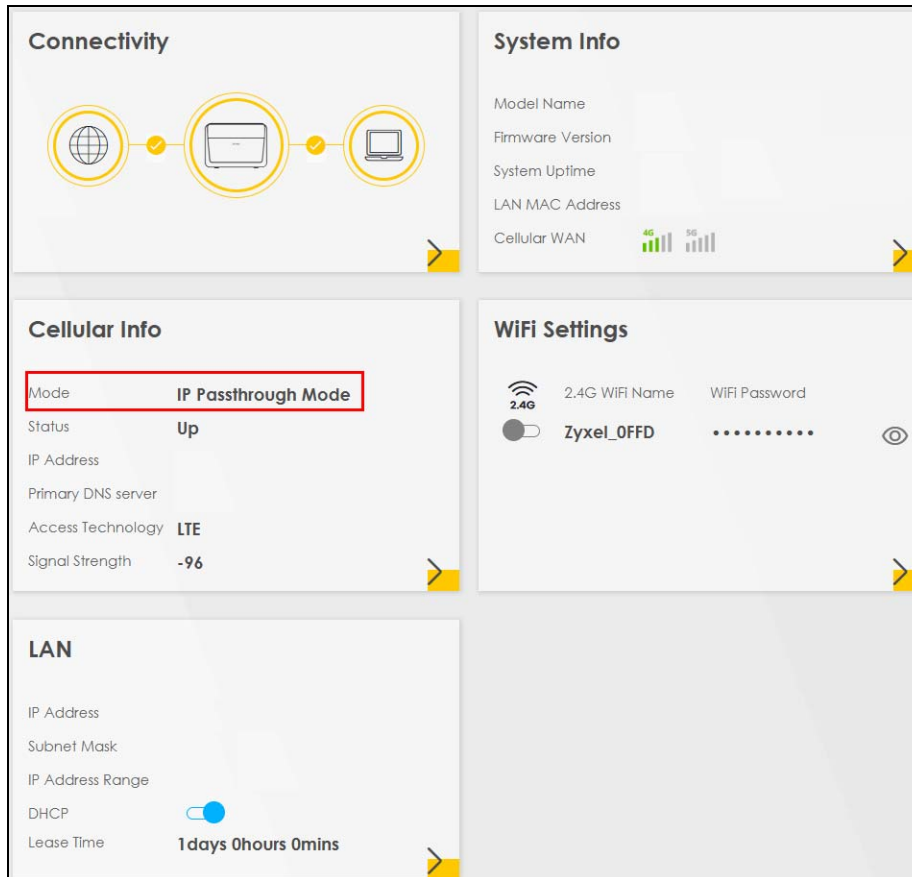 Connectivity
System Info
Model Name
Firmware Version
System Uptime
LAN MAC Address
Cellular WAN 4G 5G
Cellular Info
Mode IP Passthrough Mode
Status Up
IP Address
Primary DNS server
Access Technology LTE
Signal Strength -96
WiFi Settings
2.4G 2.4G WiFi Name WiFi Password
Zyxel_0FFD ••••••••••
LAN
IP Address
Subnet Mask
IP Address Range
DHCP
Lease Time 1days 0hours 0mins